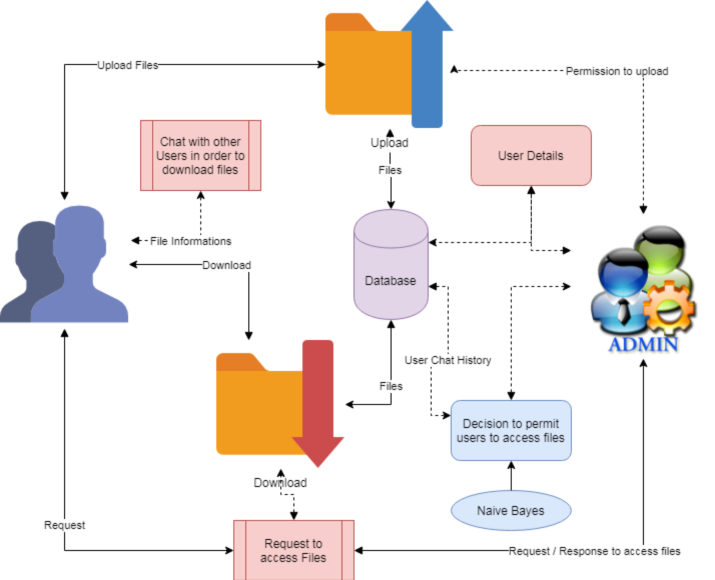 Upload Files
Permission to upload
Chat with other
Users in order to
download files
Upload
Files
User Details
File Informations
Download
Database
ADMIN
User Chat History
Files
Decision to permit
users to access files
Download
Naive Bayes
Request
Request to
access Files
Request / Response to access files